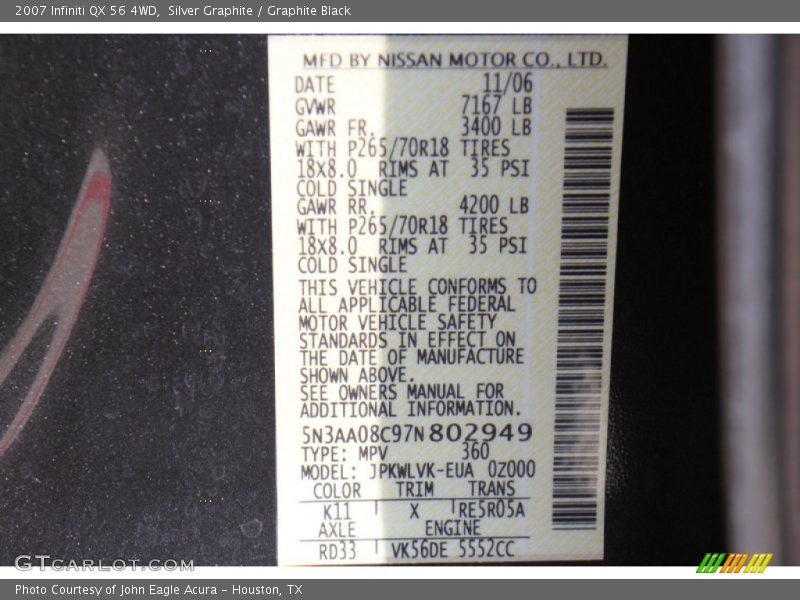 2007 Infiniti QX 56 4WD,  Silver Graphite / Graphite Black
MFD BY NISSAN MOTOR CO., LTD.
DATE 11/06
GVWR 7167 LB
GAWR FR. 3400 LB
WITH P265/70R18 TIRES
18X8.0 RIMS AT 35 PSI
COLD SINGLE
GAWR RR. 4200 LB
WITH P265/70R18 TIRES
18X8.0 RIMS AT 35 PSI
COLD SINGLE
THIS VEHICLE CONFORMS TO
ALL APPLICABLE FEDERAL
MOTOR VEHICLE SAFETY
STANDARDS IN EFFECT ON
THE DATE OF MANUFACTURE
SHOWN ABOVE.
SEE OWNERS MANUAL FOR
ADDITIONAL INFORMATION.
5N3AA08C97N802949
TYPE: MPV 360
MODEL: JPKWLVK-EUA 0Z000
COLOR TRIM TRANS
K11 X RE5R05A
AXLE ENGINE
RD33 VK56DE 5552CC
GTCARLOT.COM
Photo Courtesy of John Eagle Acura - Houston, TX